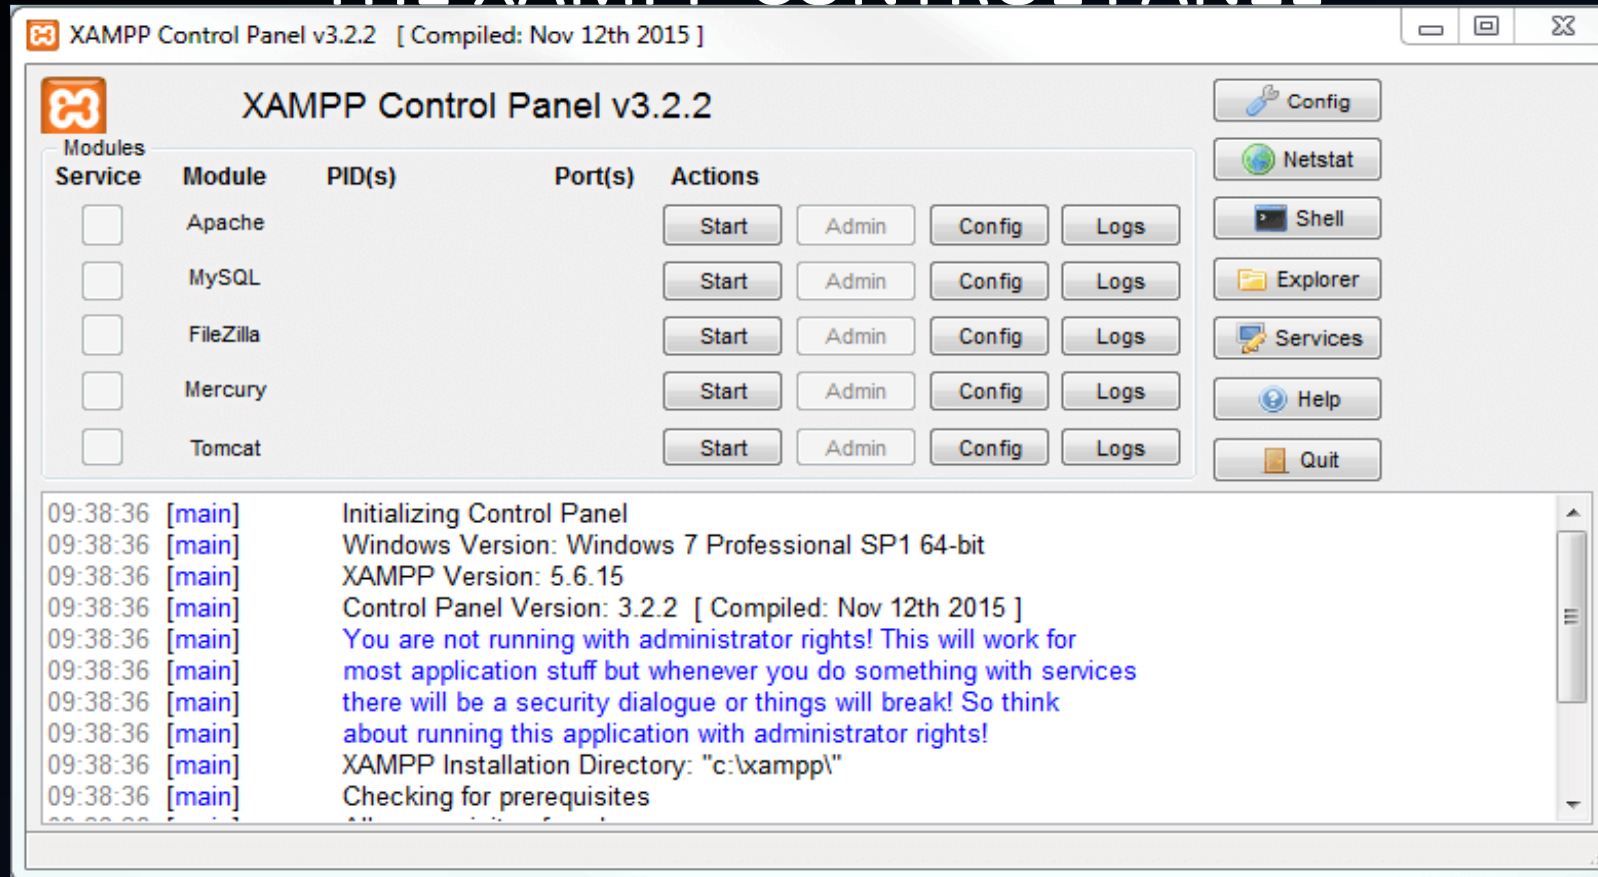 THE XAMPP CONTROL PANEL
XAMPP Control Panel v3.2.2 [ Compiled: Nov 12th 2015 ]
XAMPP Control Panel v3.2.2
Config
Modules
Netstat
Service Module PID(s) Port(s) Actions
Apache Start Admin Config Logs
Shell
MySQL Start Admin Config Logs
Explorer
FileZilla Start Admin Config Logs
Services
Mercury Start Admin Config Logs
Help
Tomcat Start Admin Config Logs
Quit
09:38:36 [main] Initializing Control Panel
09:38:36 [main] Windows Version: Windows 7 Professional SP1 64-bit
09:38:36 [main] XAMPP Version: 5.6.15
09:38:36 [main] Control Panel Version: 3.2.2 [ Compiled: Nov 12th 2015 ]
09:38:36 [main] You are not running with administrator rights! This will work for
09:38:36 [main] most application stuff but whenever you do something with services
09:38:36 [main] there will be a security dialogue or things will break! So think
09:38:36 [main] about running this application with administrator rights!
09:38:36 [main] XAMPP Installation Directory: "c:\xampp\"
09:38:36 [main] Checking for prerequisites